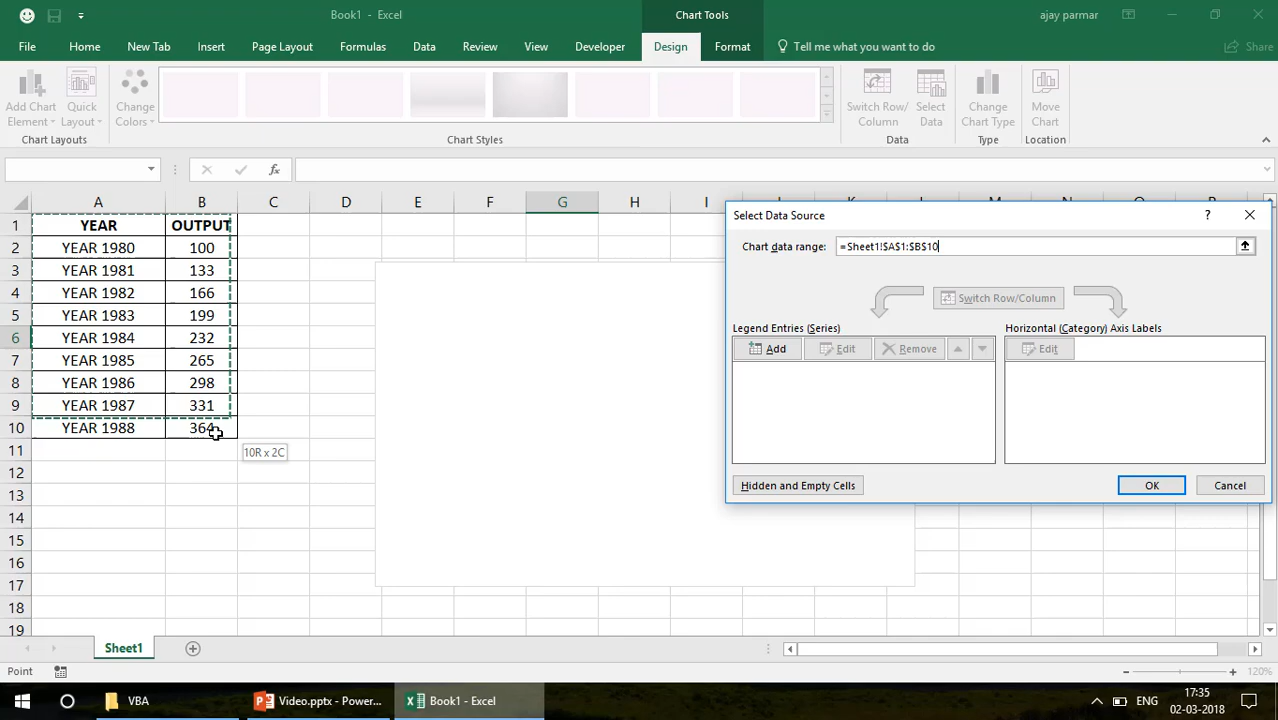 Book1 - Excel
Chart Tools
ajay parmar
File
Home
New Tab
Insert
Page Layout
Formulas
Data
Review
View
Developer
Design
Format
Tell me what you want to do
Share
Add Chart
Element
Quick
Layout
Change
Colors
Switch Row/
Column
Select
Data
Change
Chart Type
Move
Chart
Chart Layouts
Chart Styles
Data
Type
Location
fx
A B C D E F G H I
1 YEAR OUTPUT
2 YEAR 1980 100
3 YEAR 1981 133
4 YEAR 1982 166
5 YEAR 1983 199
6 YEAR 1984 232
7 YEAR 1985 265
8 YEAR 1986 298
9 YEAR 1987 331
10 YEAR 1988 364
11
12
13
14
15
16
17
18
19
10R x 2C
Select Data Source
?
Chart data range: =Sheet1!$A$1:$B$10
Switch Row/Column
Legend Entries (Series)
Horizontal (Category) Axis Labels
Add
Edit
Remove
Edit
Hidden and Empty Cells
OK
Cancel
Sheet1
Point
120%
VBA
Video.pptx - Power...
Book1 - Excel
ENG
17:35
02-03-2018